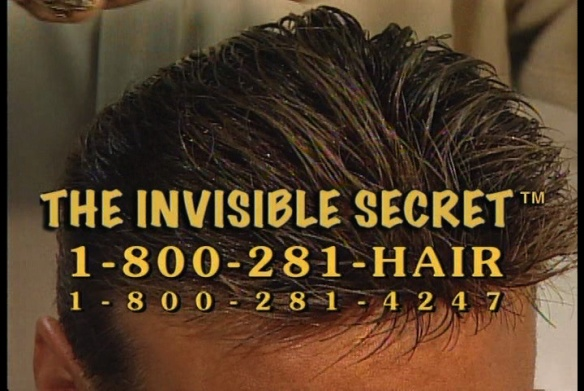 THE INVISIBLE SECRET™
1-800-281-HAIR
1-800-281-4247